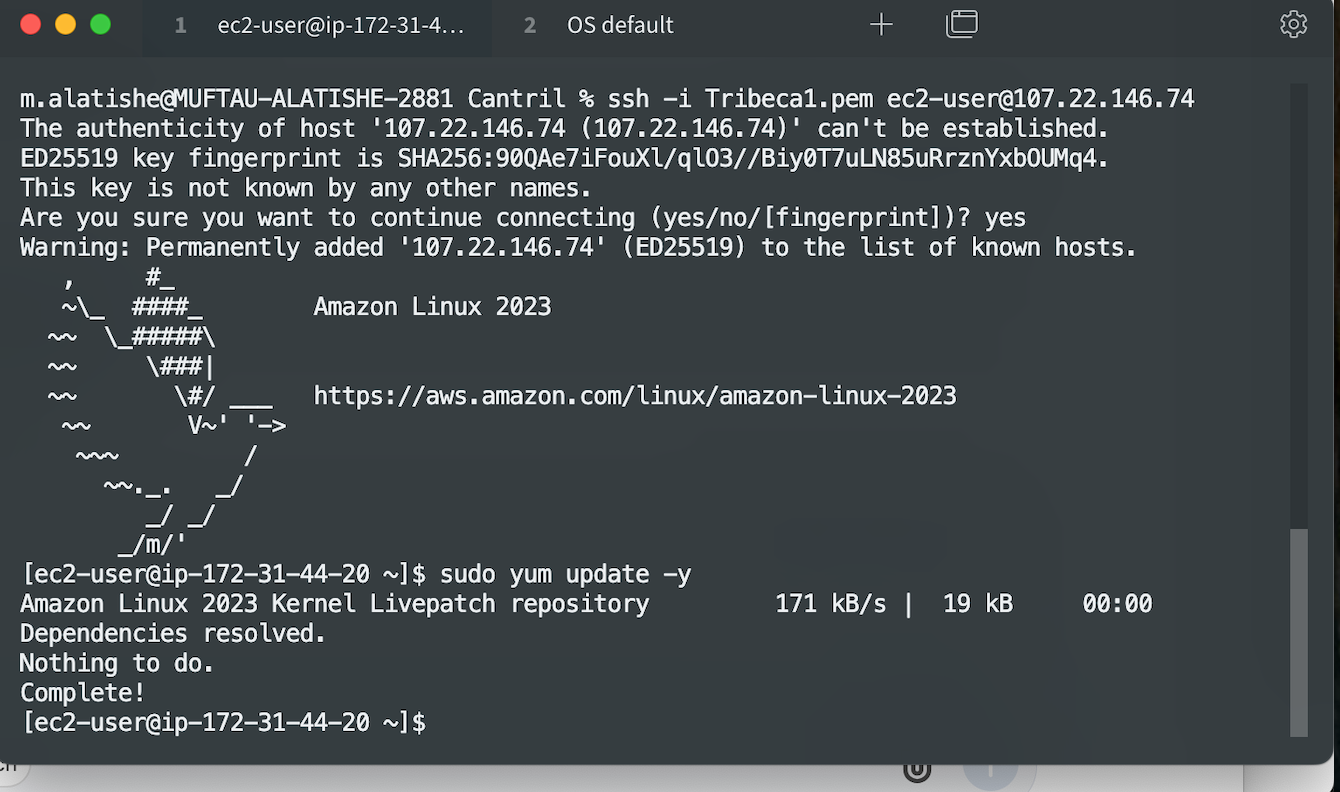 1 ec2-user@ip-172-31-4... 2 OS default
m.alatishe@MUFTAU-ALATISHE-2881 Cantril % ssh -i Tribeca1.pem ec2-user@107.22.146.74
The authenticity of host '107.22.146.74 (107.22.146.74)' can't be established.
ED25519 key fingerprint is SHA256:90QAe7iFouXl/qlO3//Biy0T7uLN85uRrznYxbOUMq4.
This key is not known by any other names.
Are you sure you want to continue connecting (yes/no/[fingerprint])? yes
Warning: Permanently added '107.22.146.74' (ED25519) to the list of known hosts.
   ,     #_
   ~\_  ####_        Amazon Linux 2023
  ~~  \_#####\
  ~~     \###|
  ~~       \#/ ___   https://aws.amazon.com/linux/amazon-linux-2023
   ~~       V~' '->
    ~~~         /
      ~~._.   _/
         _/ _/
       _/m/'
[ec2-user@ip-172-31-44-20 ~]$ sudo yum update -y
Amazon Linux 2023 Kernel Livepatch repository         171 kB/s |  19 kB     00:00
Dependencies resolved.
Nothing to do.
Complete!
[ec2-user@ip-172-31-44-20 ~]$